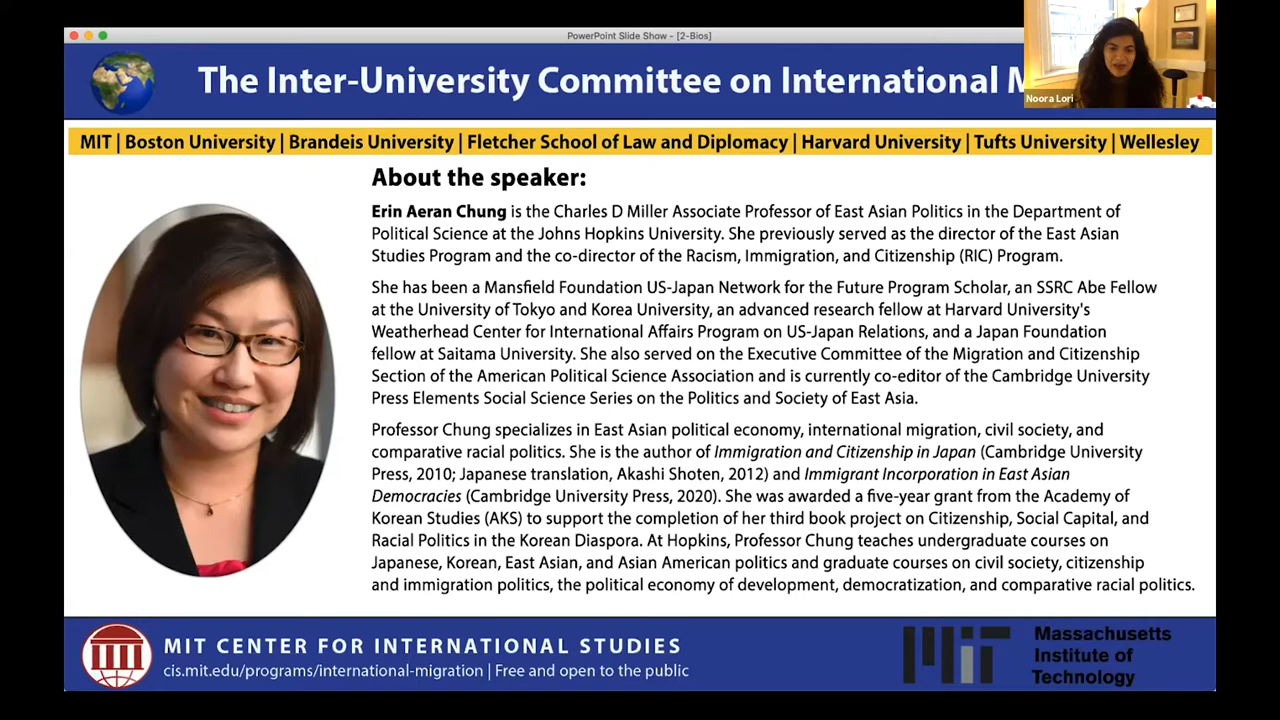 PowerPoint Slide Show - [2-Bios]
The Inter-University Committee on International M
Noora Lori
MIT | Boston University | Brandeis University | Fletcher School of Law and Diplomacy | Harvard University | Tufts University | Wellesley
About the speaker:
Erin Aeran Chung is the Charles D Miller Associate Professor of East Asian Politics in the Department of
Political Science at the Johns Hopkins University. She previously served as the director of the East Asian
Studies Program and the co-director of the Racism, Immigration, and Citizenship (RIC) Program.
She has been a Mansfield Foundation US-Japan Network for the Future Program Scholar, an SSRC Abe Fellow
at the University of Tokyo and Korea University, an advanced research fellow at Harvard University's
Weatherhead Center for International Affairs Program on US-Japan Relations, and a Japan Foundation
fellow at Saitama University. She also served on the Executive Committee of the Migration and Citizenship
Section of the American Political Science Association and is currently co-editor of the Cambridge University
Press Elements Social Science Series on the Politics and Society of East Asia.
Professor Chung specializes in East Asian political economy, international migration, civil society, and
comparative racial politics. She is the author of Immigration and Citizenship in Japan (Cambridge University
Press, 2010; Japanese translation, Akashi Shoten, 2012) and Immigrant Incorporation in East Asian
Democracies (Cambridge University Press, 2020). She was awarded a five-year grant from the Academy of
Korean Studies (AKS) to support the completion of her third book project on Citizenship, Social Capital, and
Racial Politics in the Korean Diaspora. At Hopkins, Professor Chung teaches undergraduate courses on
Japanese, Korean, East Asian, and Asian American politics and graduate courses on civil society, citizenship
and immigration politics, the political economy of development, democratization, and comparative racial politics.
MIT CENTER FOR INTERNATIONAL STUDIES
cis.mit.edu/programs/international-migration | Free and open to the public
MIT
Massachusetts
Institute of
Technology